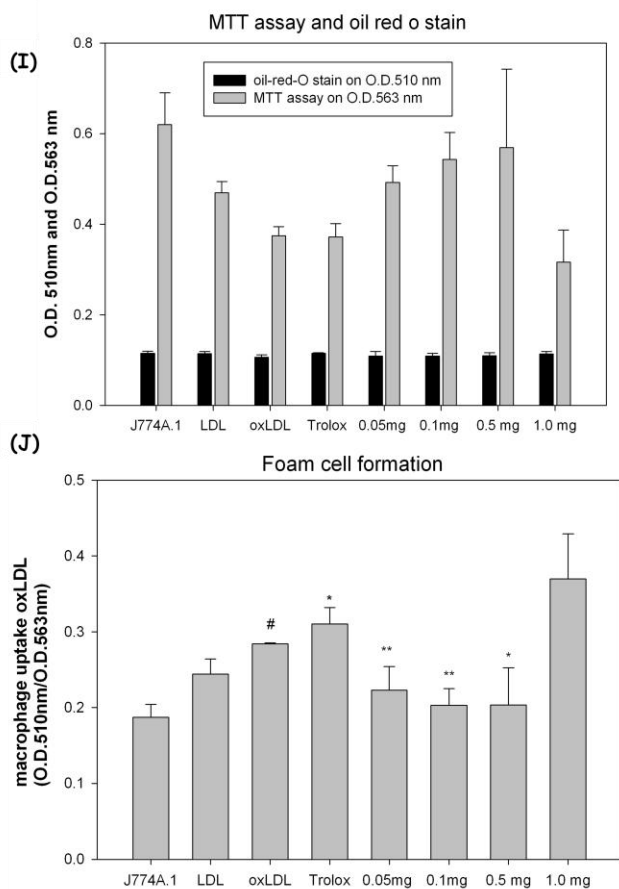 MTT assay and oil red o stain
(I)
0.8
oil-red-O stain on O.D.510 nm
MTT assay on O.D.563 nm
0.6
0.4
0.2
0.0
O.D. 510nm and O.D.563 nm
J774A.1 LDL oxLDL Trolox 0.05mg 0.1mg 0.5 mg 1.0 mg
(J)
Foam cell formation
0.5
0.4
0.3
0.2
0.1
0.0
macrophage uptake oxLDL
(O.D.510nm/O.D.563nm)
# * ** ** *
J774A.1 LDL oxLDL Trolox 0.05mg 0.1mg 0.5 mg 1.0 mg